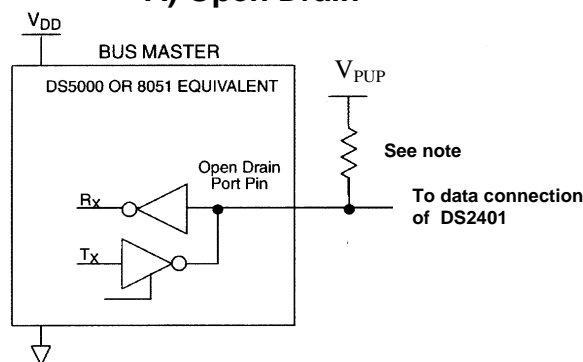 A) Open Drain
VDD
BUS MASTER
DS5000 OR 8051 EQUIVALENT
VPUP
See note
Open Drain
Port Pin
RX
To data connection
of DS2401
TX